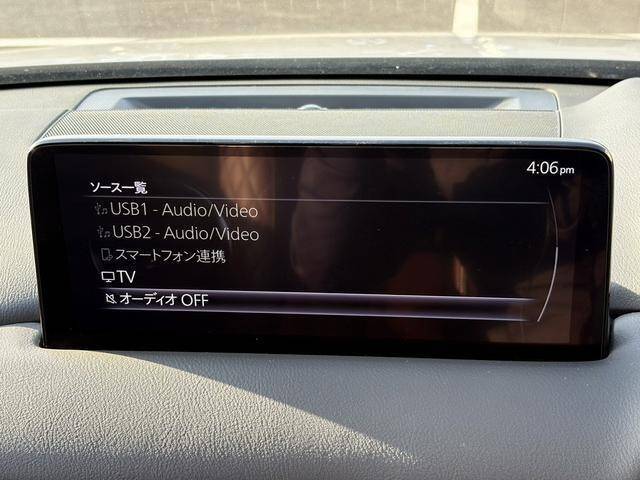 4:06pm
ソース一覧
USB1 - Audio/Video
USB2 - Audio/Video
スマートフォン連携
TV
オーディオ OFF